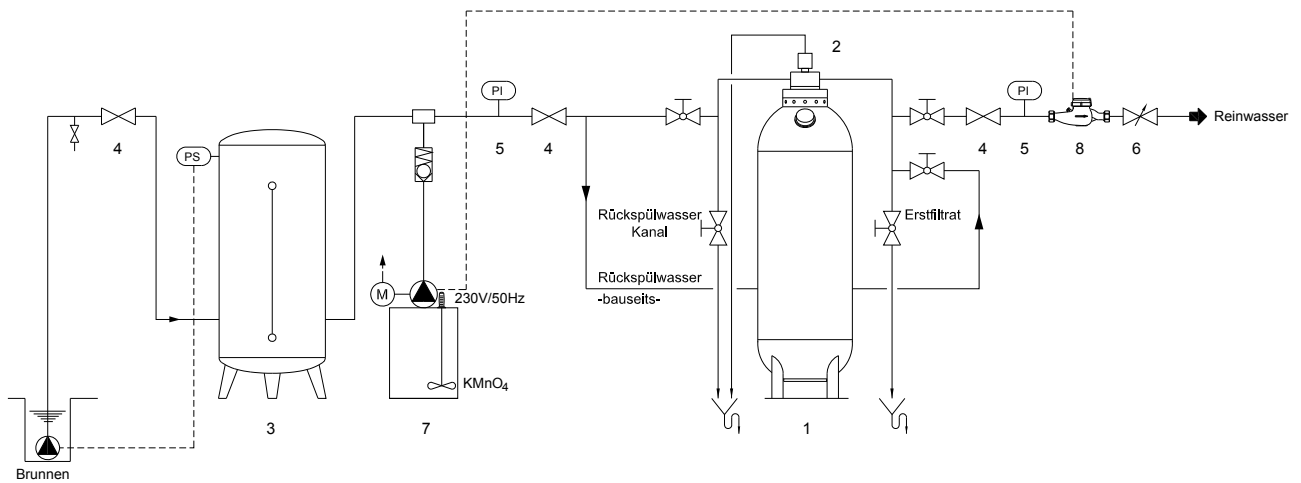 2
PI
PI
Reinwasser
4
PS
5
4
4
5
8
6
Rückspülwasser
Kanal
Erstfiltrat
Rückspülwasser
-bauseits-
M
230V/50Hz
KMnO₄
3
7
1
Brunnen